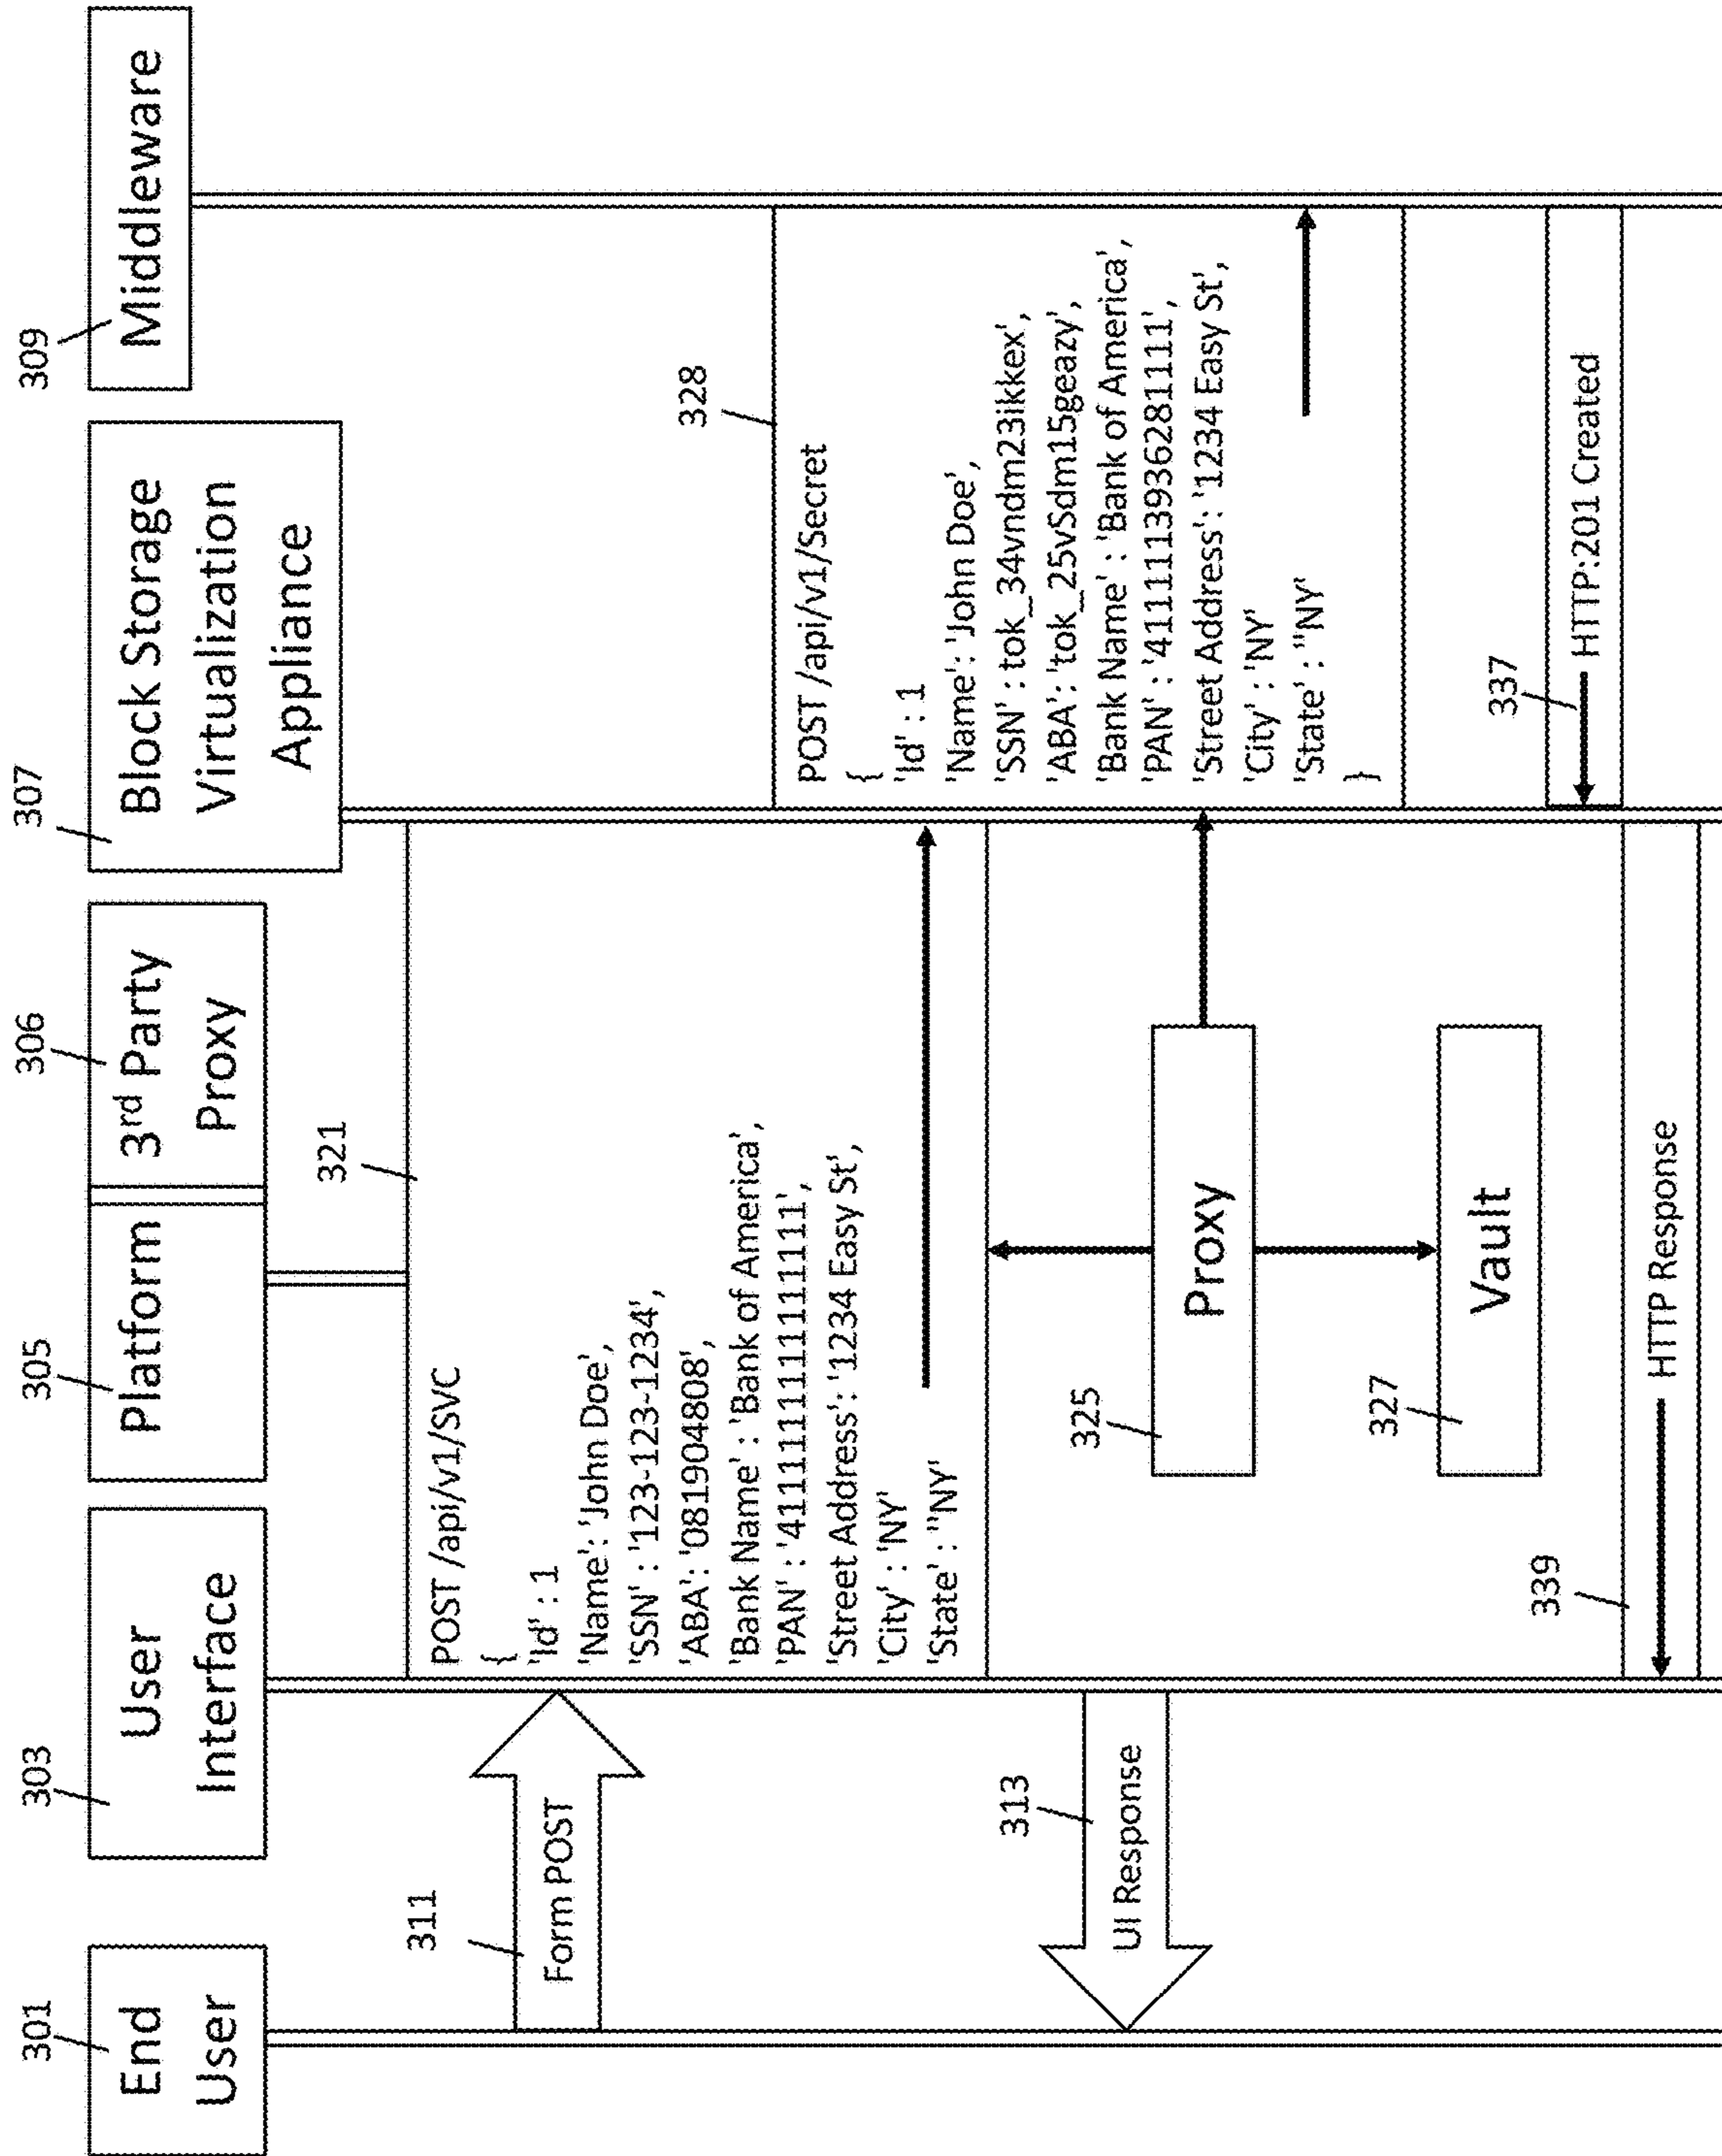 301
End
User
303
User
Interface
305
Platform
306
3rd Party
Proxy
307
Block Storage
Virtualization
Appliance
309
Middleware
311
Form POST
321
POST /api/v1/SVC
{
'Id' : 1
'Name': 'John Doe',
'SSN' : '123-123-1234',
'ABA': '081904808',
'Bank Name' : 'Bank of America',
'PAN' : '4111111111111111',
'Street Address': '1234 Easy St',
'City' : 'NY'
'State' : "NY'
328
POST /api/v1/Secret
{
'Id' : 1
'Name': 'John Doe',
'SSN' : tok_34vndm23ikkex',
'ABA': 'tok_25vSdm15geazy',
'Bank Name' : 'Bank of America',
'PAN' : '4111139362811111',
'Street Address': '1234 Easy St',
'City' : 'NY'
'State' : "NY'
}
313
UI Response
325
Proxy
327
Vault
337
HTTP:201 Created
339
HTTP Response